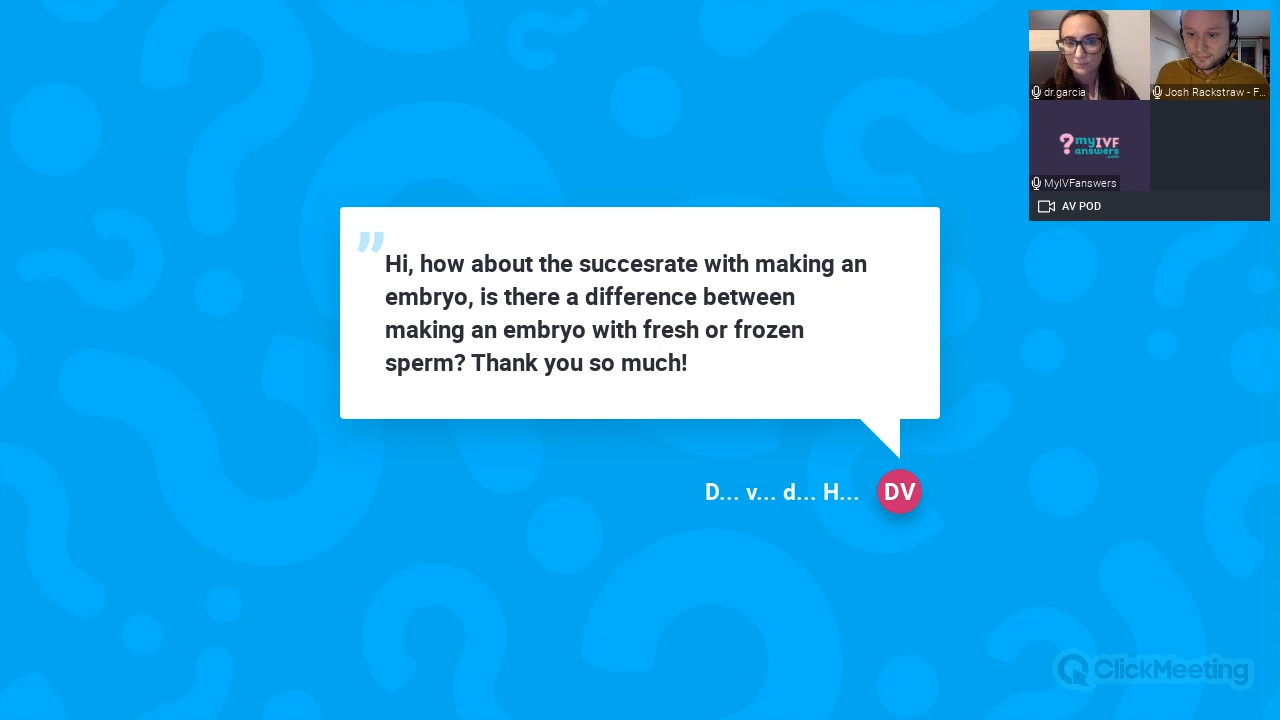 dr.garcia
Josh Rackstraw - F...
? myIVF
answers
.com
MyIVFanswers
AV POD
”
Hi, how about the succesrate with making an
embryo, is there a difference between
making an embryo with fresh or frozen
sperm? Thank you so much!
D... v... d... H...
DV
ClickMeeting